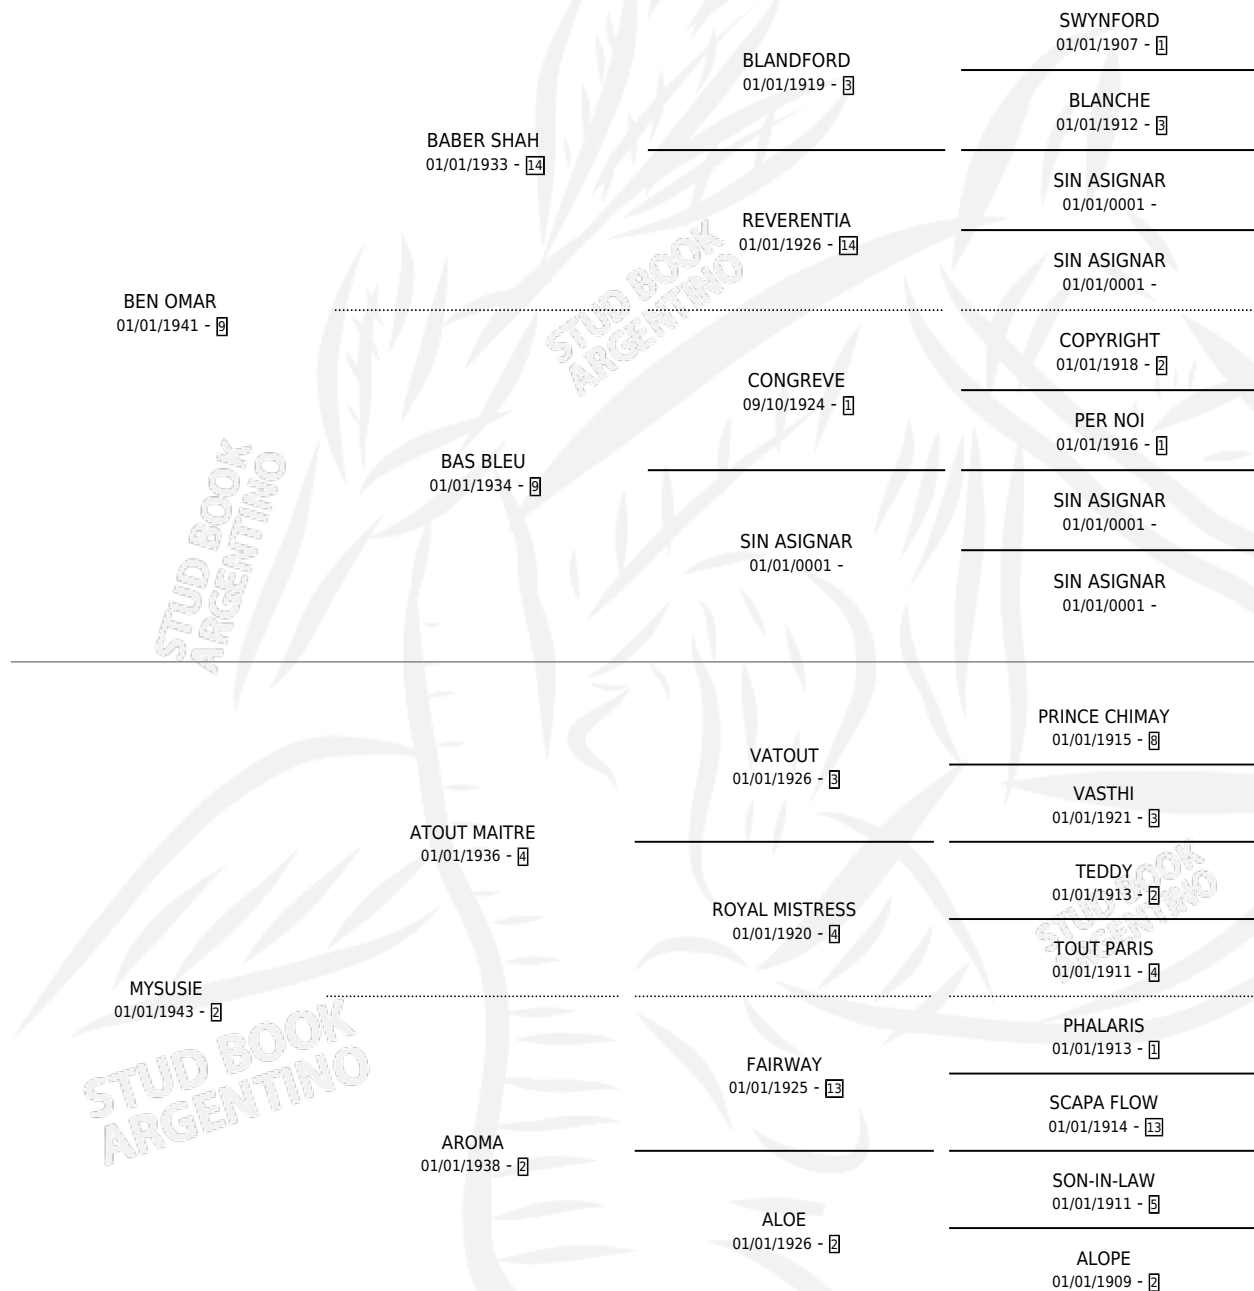 SWYNFORD
01/01/1907 - 1
BLANDFORD
01/01/1919 - 3
BLANCHE
01/01/1912 - 3
BABER SHAH
01/01/1933 - 14
SIN ASIGNAR
01/01/0001 -
REVERENTIA
01/01/1926 - 14
SIN ASIGNAR
01/01/0001 -
BEN OMAR
01/01/1941 - 9
COPYRIGHT
01/01/1918 - 2
CONGREVE
09/10/1924 - 1
PER NOI
01/01/1916 - 1
BAS BLEU
01/01/1934 - 9
SIN ASIGNAR
01/01/0001 -
SIN ASIGNAR
01/01/0001 -
SIN ASIGNAR
01/01/0001 -
PRINCE CHIMAY
01/01/1915 - 8
VATOUT
01/01/1926 - 3
VASTHI
01/01/1921 - 3
ATOUT MAITRE
01/01/1936 - 4
TEDDY
01/01/1913 - 2
ROYAL MISTRESS
01/01/1920 - 4
TOUT PARIS
01/01/1911 - 4
MYSUSIE
01/01/1943 - 2
PHALARIS
01/01/1913 - 1
FAIRWAY
01/01/1925 - 13
SCAPA FLOW
01/01/1914 - 13
AROMA
01/01/1938 - 2
SON-IN-LAW
01/01/1911 - 5
ALOE
01/01/1926 - 2
ALOPE
01/01/1909 - 2
STUD BOOK
ARGENTINO
STUD BOOK
ARGENTINO
STUD BOOK
ARGENTINO
STUD BOOK
ARGENTINO